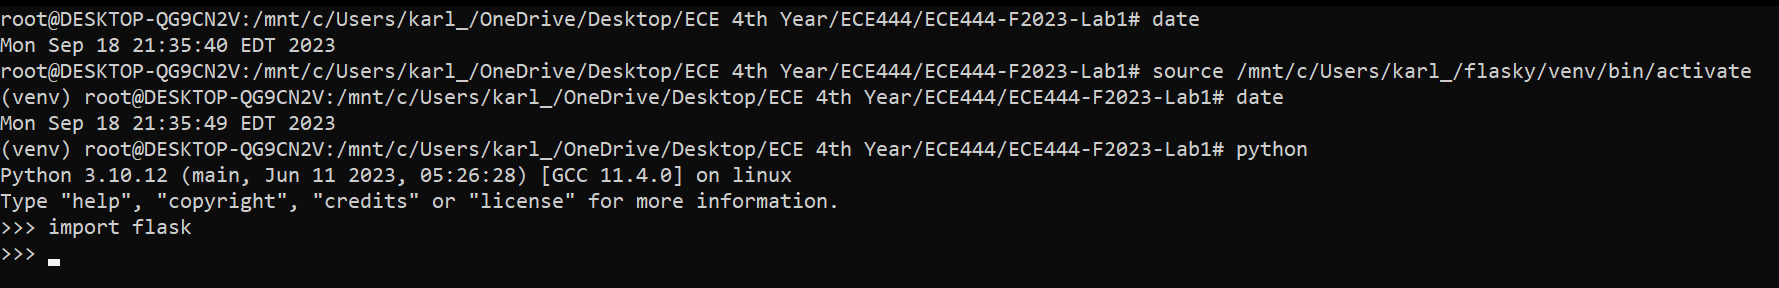 root@DESKTOP-QG9CN2V:/mnt/c/Users/karl_/OneDrive/Desktop/ECE 4th Year/ECE444/ECE444-F2023-Lab1# date
Mon Sep 18 21:35:40 EDT 2023
root@DESKTOP-QG9CN2V:/mnt/c/Users/karl_/OneDrive/Desktop/ECE 4th Year/ECE444/ECE444-F2023-Lab1# source /mnt/c/Users/karl_/flasky/venv/bin/activate
(venv) root@DESKTOP-QG9CN2V:/mnt/c/Users/karl_/OneDrive/Desktop/ECE 4th Year/ECE444/ECE444-F2023-Lab1# date
Mon Sep 18 21:35:49 EDT 2023
(venv) root@DESKTOP-QG9CN2V:/mnt/c/Users/karl_/OneDrive/Desktop/ECE 4th Year/ECE444/ECE444-F2023-Lab1# python
Python 3.10.12 (main, Jun 11 2023, 05:26:28) [GCC 11.4.0] on linux
Type "help", "copyright", "credits" or "license" for more information.
>>> import flask
>>>